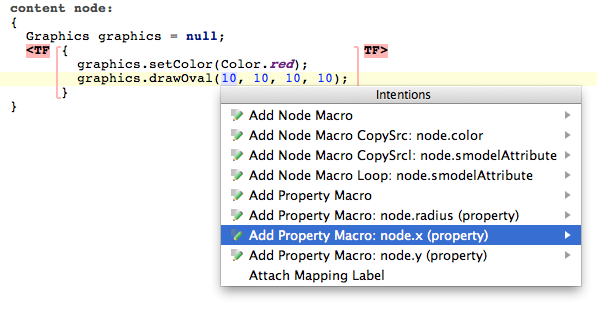 content node:
{
Graphics graphics = null;
<TF [ { TF>
graphics.setColor(Color.red);
graphics.drawOval(10, 10, 10, 10);
}
}
Intentions
Add Node Macro
Add Node Macro CopySrc: node.color
Add Node Macro CopySrcl: node.smodelAttribute
Add Node Macro Loop: node.smodelAttribute
Add Property Macro
Add Property Macro: node.radius (property)
Add Property Macro: node.x (property)
Add Property Macro: node.y (property)
Attach Mapping Label